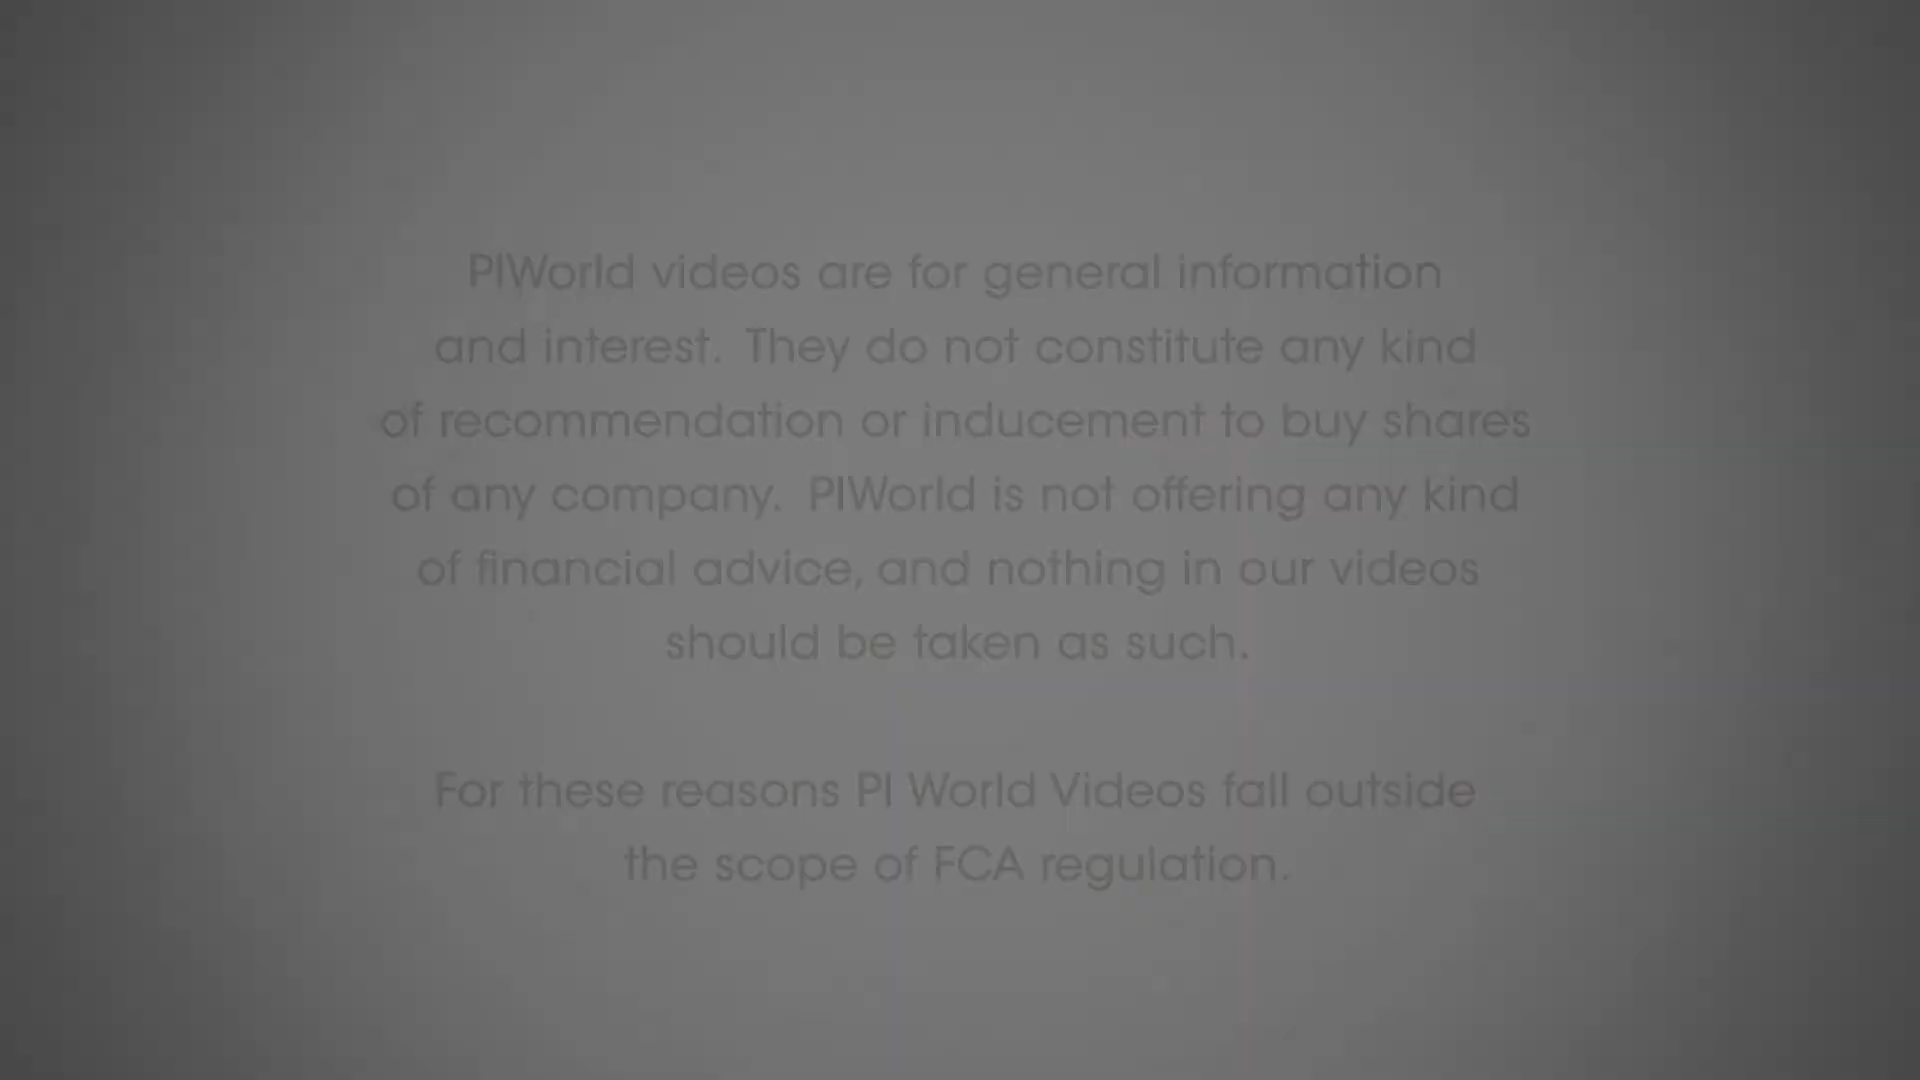 PIWorld videos are for general information
and interest. They do not constitute any kind
of recommendation or inducement to buy shares
of any company. PIWorld is not offering any kind
of financial advice, and nothing in our videos
should be taken as such.
For these reasons PI World Videos fall outside
the scope of FCA regulation.